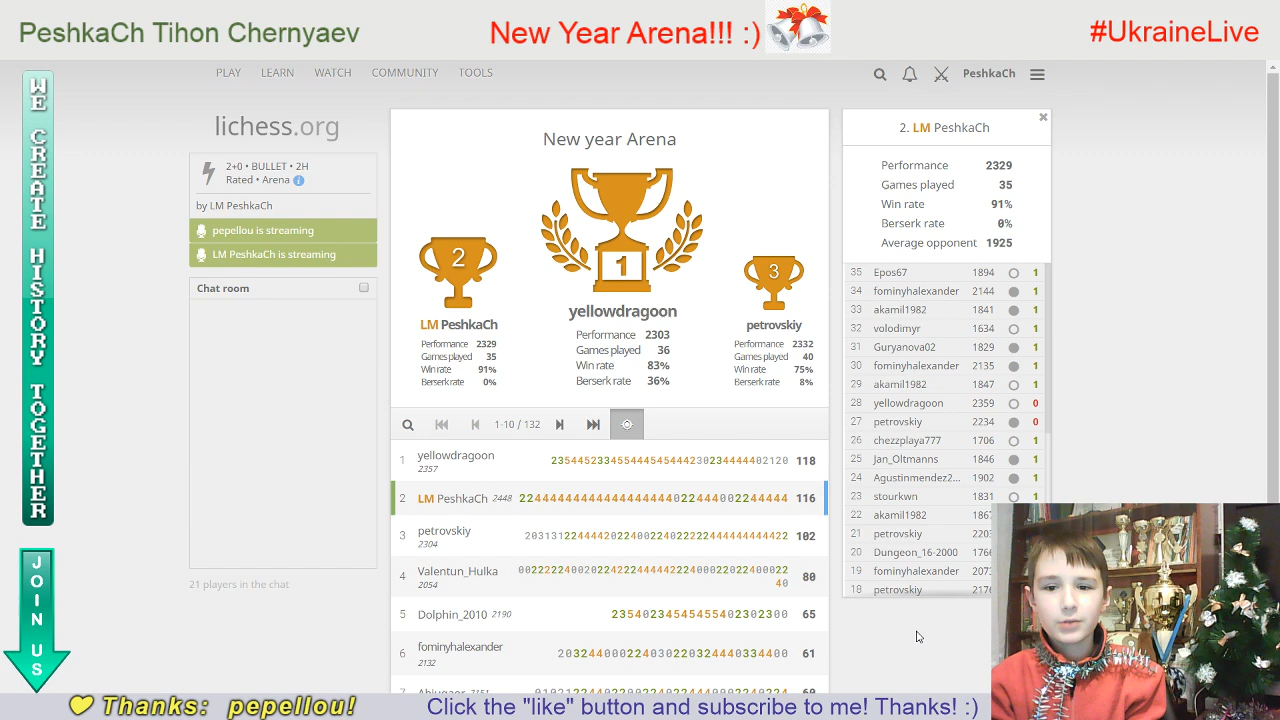 PeshkaCh Tihon Chernyaev
New Year Arena!!! :)
#UkraineLive
PLAY LEARN WATCH COMMUNITY TOOLS
PeshkaCh
WE CREATE HISTORY TOGETHER
JOIN US
lichess.org
2+0 • BULLET • 2H
Rated • Arena
by LM PeshkaCh
pepellou is streaming
LM PeshkaCh is streaming
Chat room
21 players in the chat
New year Arena
2
1
3
LM PeshkaCh
Performance 2329
Games played 35
Win rate 91%
Berserk rate 0%
yellowdragoon
Performance 2303
Games played 36
Win rate 83%
Berserk rate 36%
petrovskiy
Performance 2332
Games played 40
Win rate 75%
Berserk rate 8%
1-10 / 132
1 yellowdragoon 2357 118
2 LM PeshkaCh 2448 116
3 petrovskiy 2304 102
4 Valentun_Hulka 2054 80
5 Dolphin_2010 2190 23540234545455402302300 65
6 fominyhalexander 2132 61
2. LM PeshkaCh
Performance 2329
Games played 35
Win rate 91%
Berserk rate 0%
Average opponent 1925
35 Epos67 1894 1
34 fominyhalexander 2144 1
33 akamil1982 1841 1
32 volodimyr 1634 1
31 Guryanova02 1829 1
30 fominyhalexander 2135 1
29 akamil1982 1847 1
28 yellowdragoon 2359 0
27 petrovskiy 2234 0
26 chezzplaya777 1706 1
25 Jan_Oltmanns 1846 1
24 Agustinmendez2... 1902 1
23 stourkwn 1831 1
22 akamil1982
21 petrovskiy
20 Dungeon_16-2000
19 fominyhalexander
18 petrovskiy
Thanks: pepellou!
Click the "like" button and subscribe to me! Thanks! :)